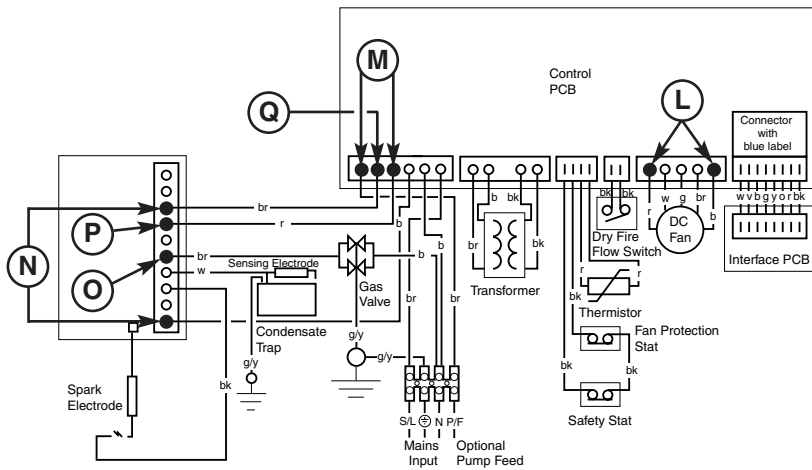 M
Control
PCB
Q
L
Connector
with
blue label
br
r
b
b
bk
bk
bk
r
w
g
br
b
w v b g y o r bk
N
P
O
br
w
Sensing Electrode
Gas
Valve
b
b
br
br
br
bk
Transformer
Dry Fire
Flow Switch
DC
Fan
Interface PCB
Condensate
Trap
r
r
Thermistor
bk
Fan Protection
Stat
g/y
g/y
g/y
bk
Spark
Electrode
bk
bk
Safety Stat
S/L
N
P/F
Mains
Input
Optional
Pump Feed